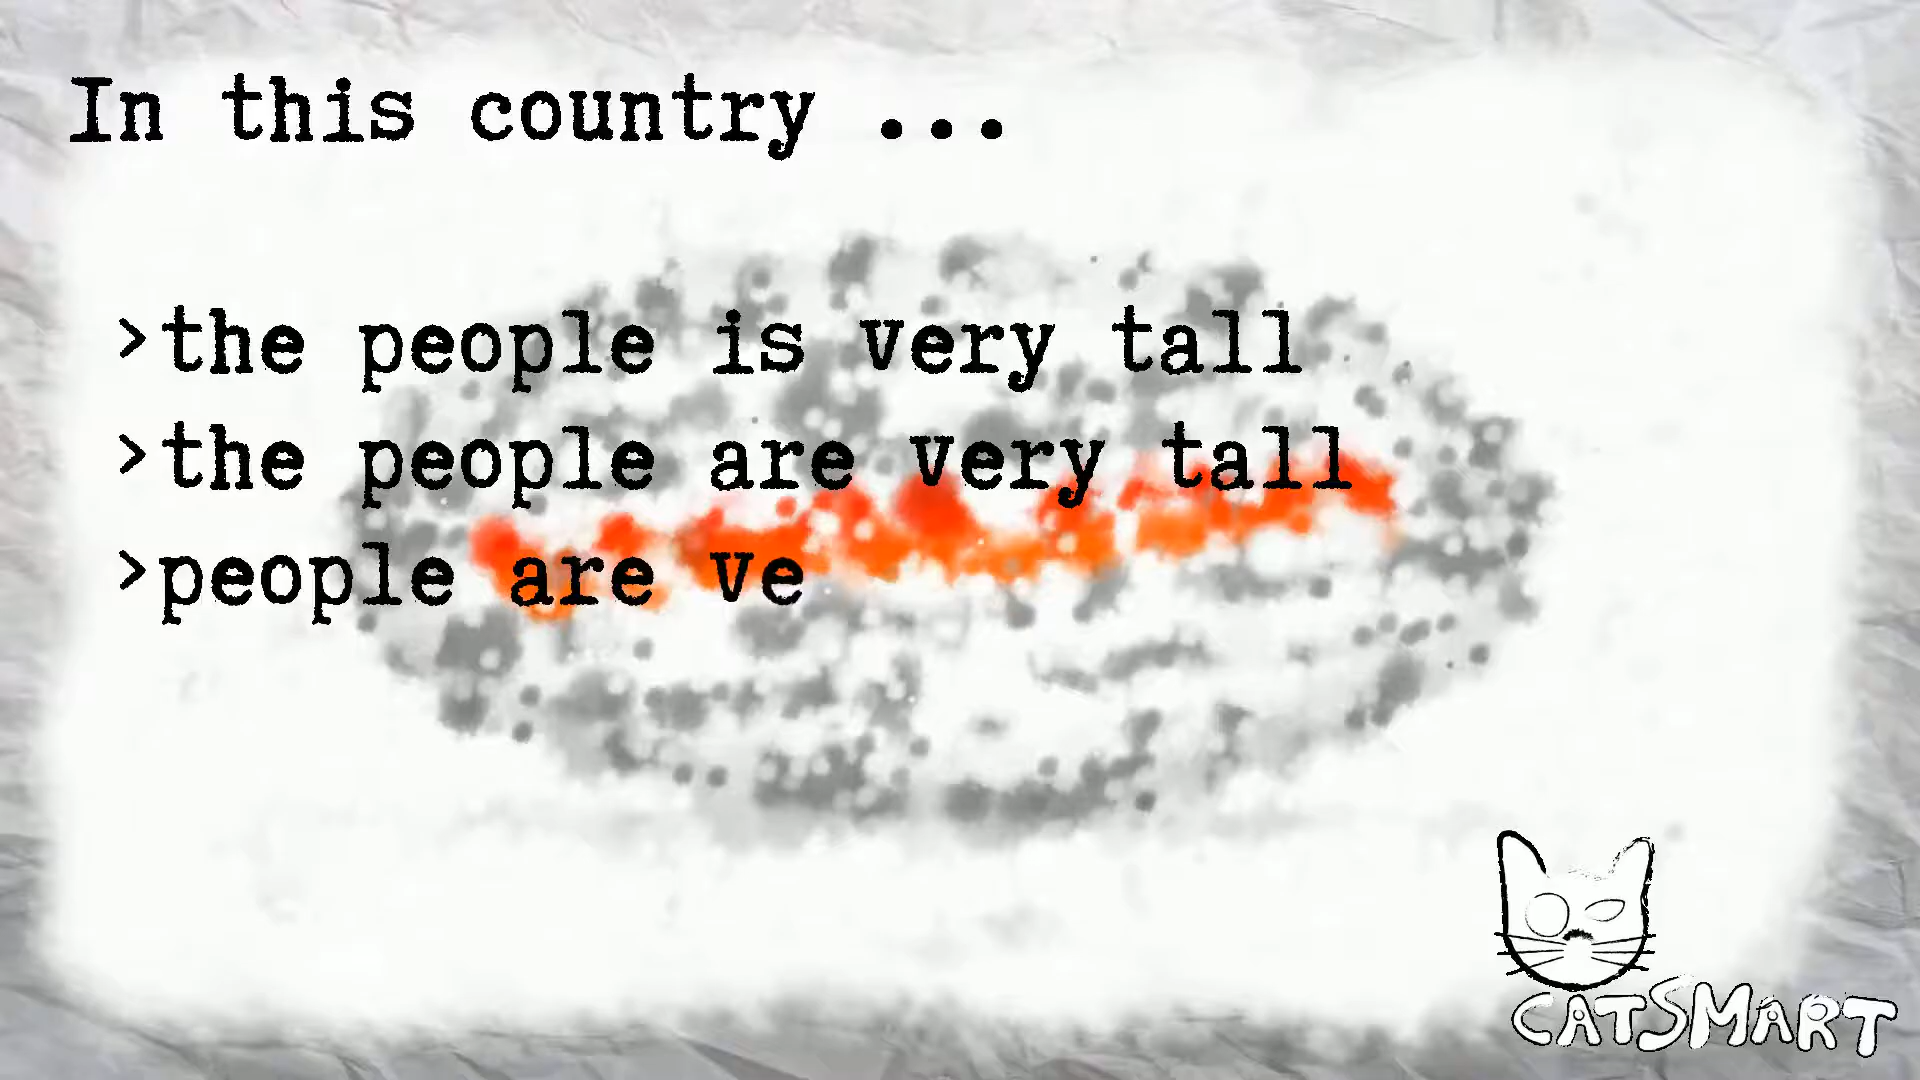 In this country ...
>the people is very tall
>the people are very tall
>people are ve
CATSMART